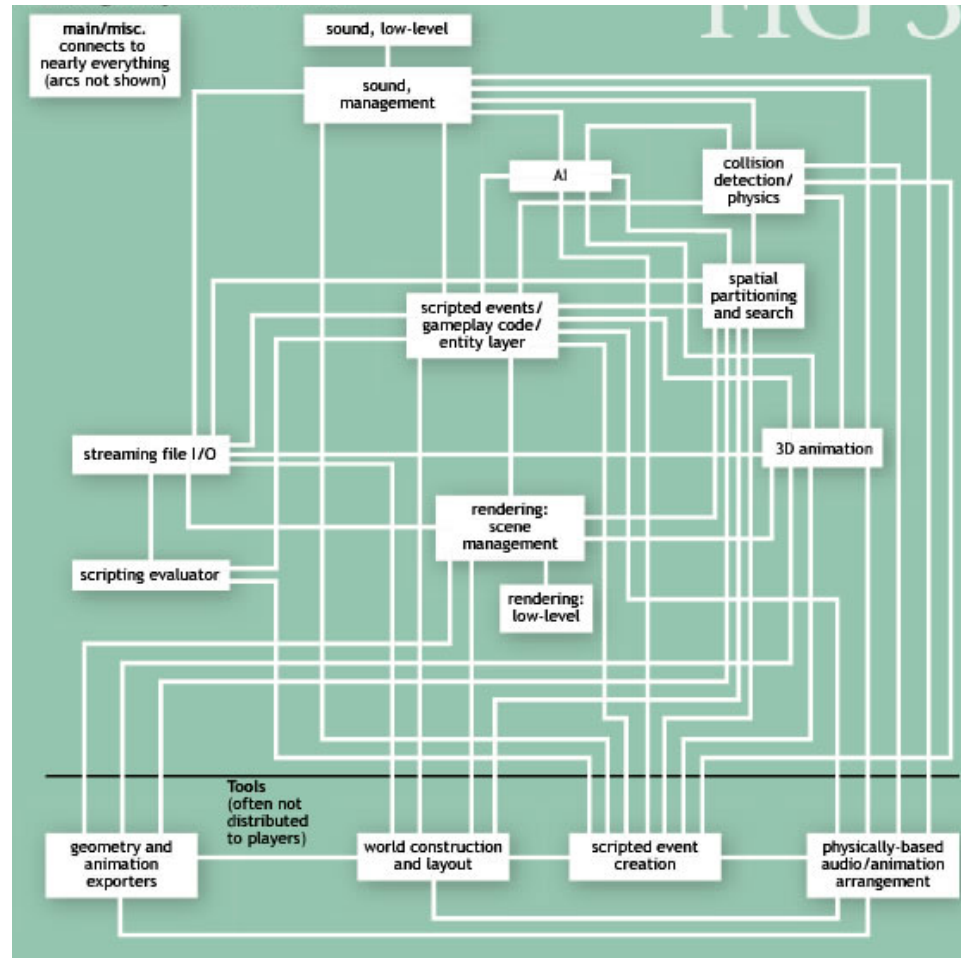 main/misc.
connects to
nearly everything
(arcs not shown)
sound, low-level
sound,
management
AI
collision
detection/
physics
spatial
partitioning
and search
scripted events/
gameplay code/
entity layer
streaming file I/O
3D animation
rendering:
scene
management
scripting evaluator
rendering:
low-level
Tools
(often not
distributed
to players)
geometry and
animation
exporters
world construction
and layout
scripted event
creation
physically-based
audio/animation
arrangement